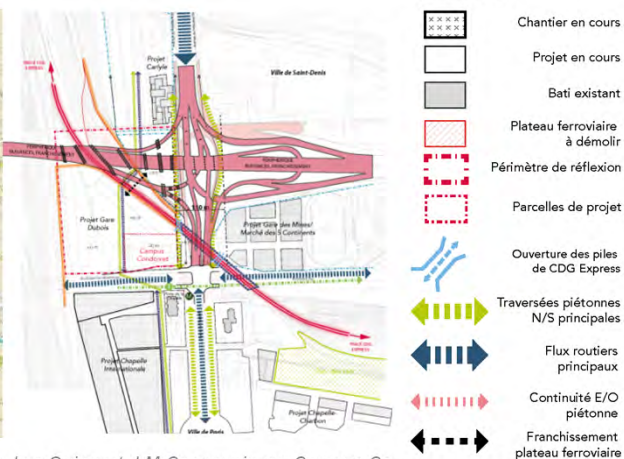 Projet
Carlyle
Ville de Saint-Denis
Projet Gare
Dubois
Campus
Condorcet
Projet Gare des Mines/
Marché des 5 Continents
Projet Chapelle
Internationale
Projet Chapelle
Charbon
Ville de Paris
Chantier en cours
Projet en cours
Bati existant
Plateau ferroviaire
à démolir
Périmètre de réflexion
Parcelles de projet
Ouverture des piles
de CDG Express
Traversées piétonnes
N/S principales
Flux routiers
principaux
Continuité E/O
piétonne
Franchissement
plateau ferroviaire